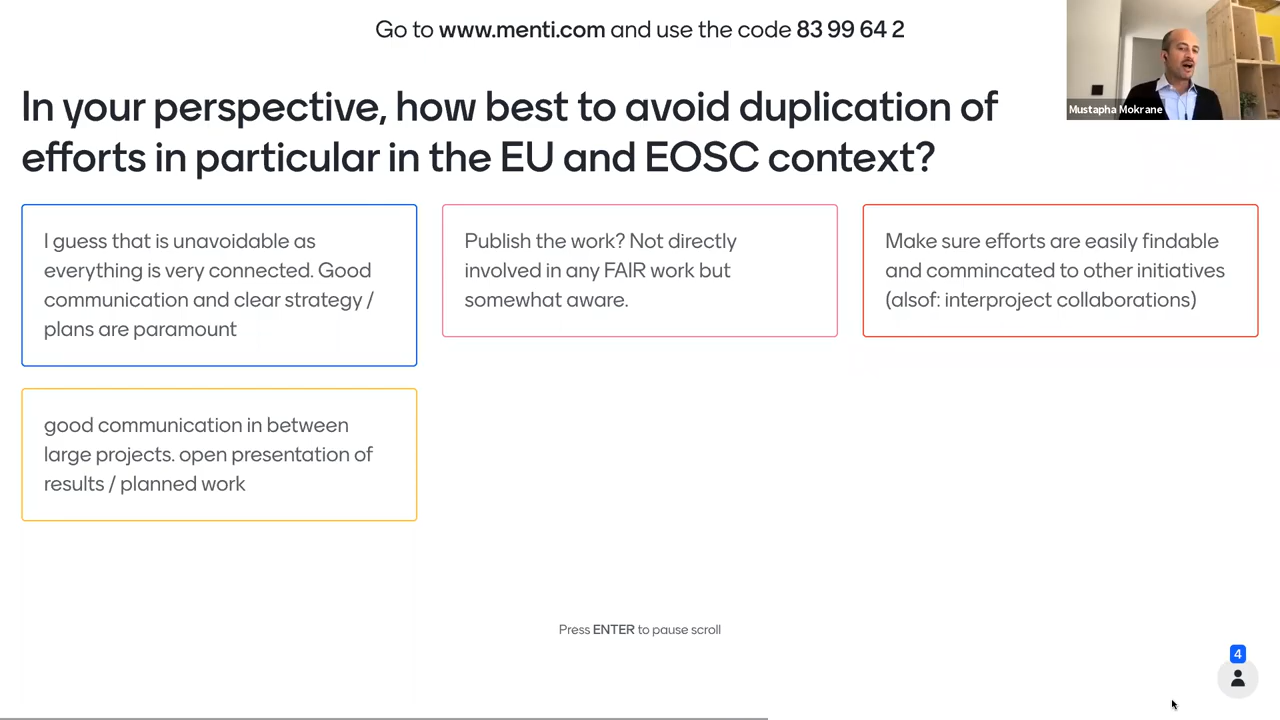 Go to www.menti.com and use the code 83 99 64 2
Mustapha Mokrane
In your perspective, how best to avoid duplication of
efforts in particular in the EU and EOSC context?
I guess that is unavoidable as
everything is very connected. Good
communication and clear strategy /
plans are paramount
Publish the work? Not directly
involved in any FAIR work but
somewhat aware.
Make sure efforts are easily findable
and commincated to other initiatives
(alsof: interproject collaborations)
good communication in between
large projects. open presentation of
results / planned work
Press ENTER to pause scroll
4